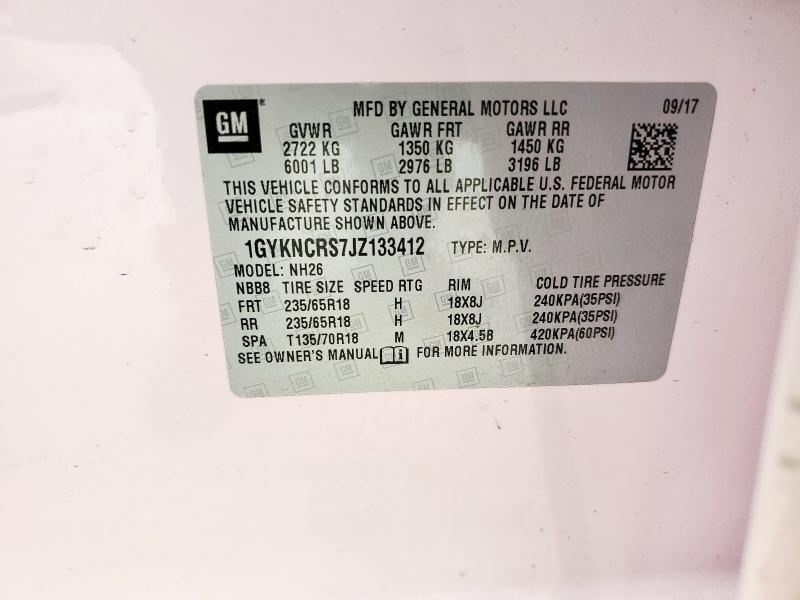 GM®
MFD BY GENERAL MOTORS LLC 09/17
GVWR GAWR FRT GAWR RR
2722 KG 1350 KG 1450 KG
6001 LB 2976 LB 3196 LB
THIS VEHICLE CONFORMS TO ALL APPLICABLE U.S. FEDERAL MOTOR
VEHICLE SAFETY STANDARDS IN EFFECT ON THE DATE OF
MANUFACTURE SHOWN ABOVE.
1GYKNCRS7JZ133412 TYPE: M.P.V.
MODEL: NH26
NBB8 TIRE SIZE SPEED RTG RIM COLD TIRE PRESSURE
FRT 235/65R18 H 18X8J 240KPA(35PSI)
RR 235/65R18 H 18X8J 240KPA(35PSI)
SPA T135/70R18 M 18X4.5B 420KPA(60PSI)
SEE OWNER'S MANUAL FOR MORE INFORMATION.